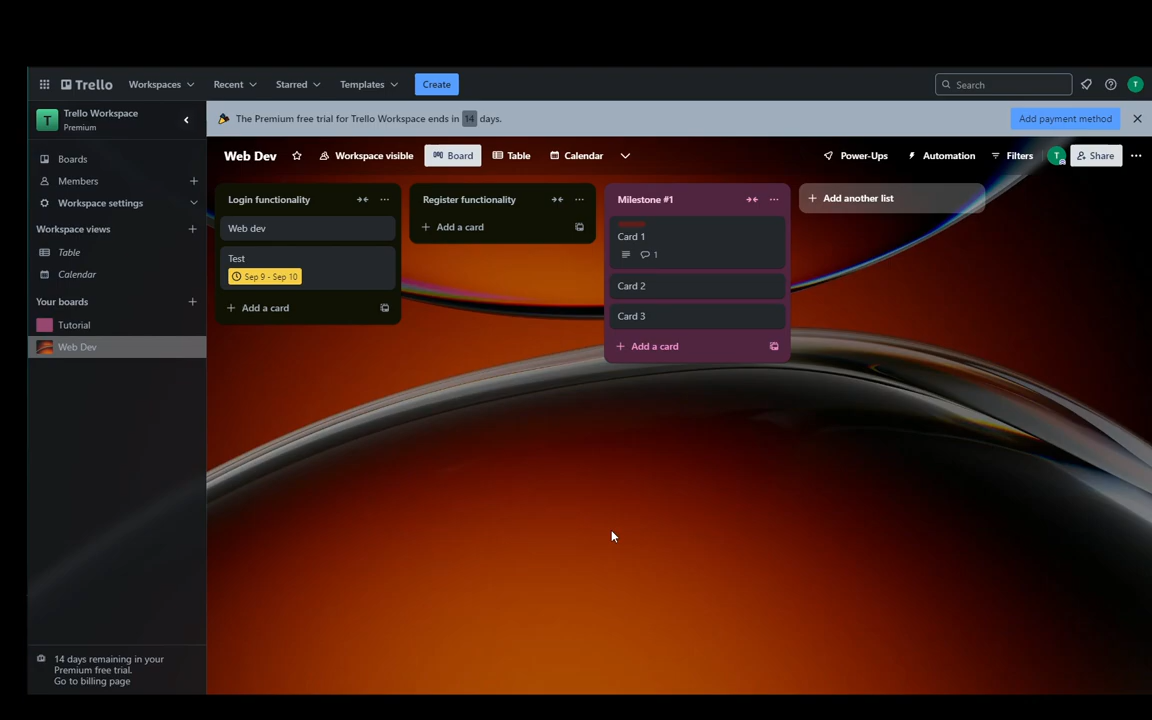 Trello Workspaces Recent Starred Templates Create Search T
T Trello Workspace
Premium
The Premium free trial for Trello Workspace ends in 14 days. Add payment method
Web Dev Workspace visible Board Table Calendar Power-Ups Automation Filters T Share
Boards
Members
Workspace settings
Workspace views
Table
Calendar
Your boards
Tutorial
Web Dev
Login functionality
Web dev
Test
Sep 9 - Sep 10
Add a card
Register functionality
Add a card
Milestone #1
Card 1
1
Card 2
Card 3
Add a card
Add another list
14 days remaining in your
Premium free trial.
Go to billing page